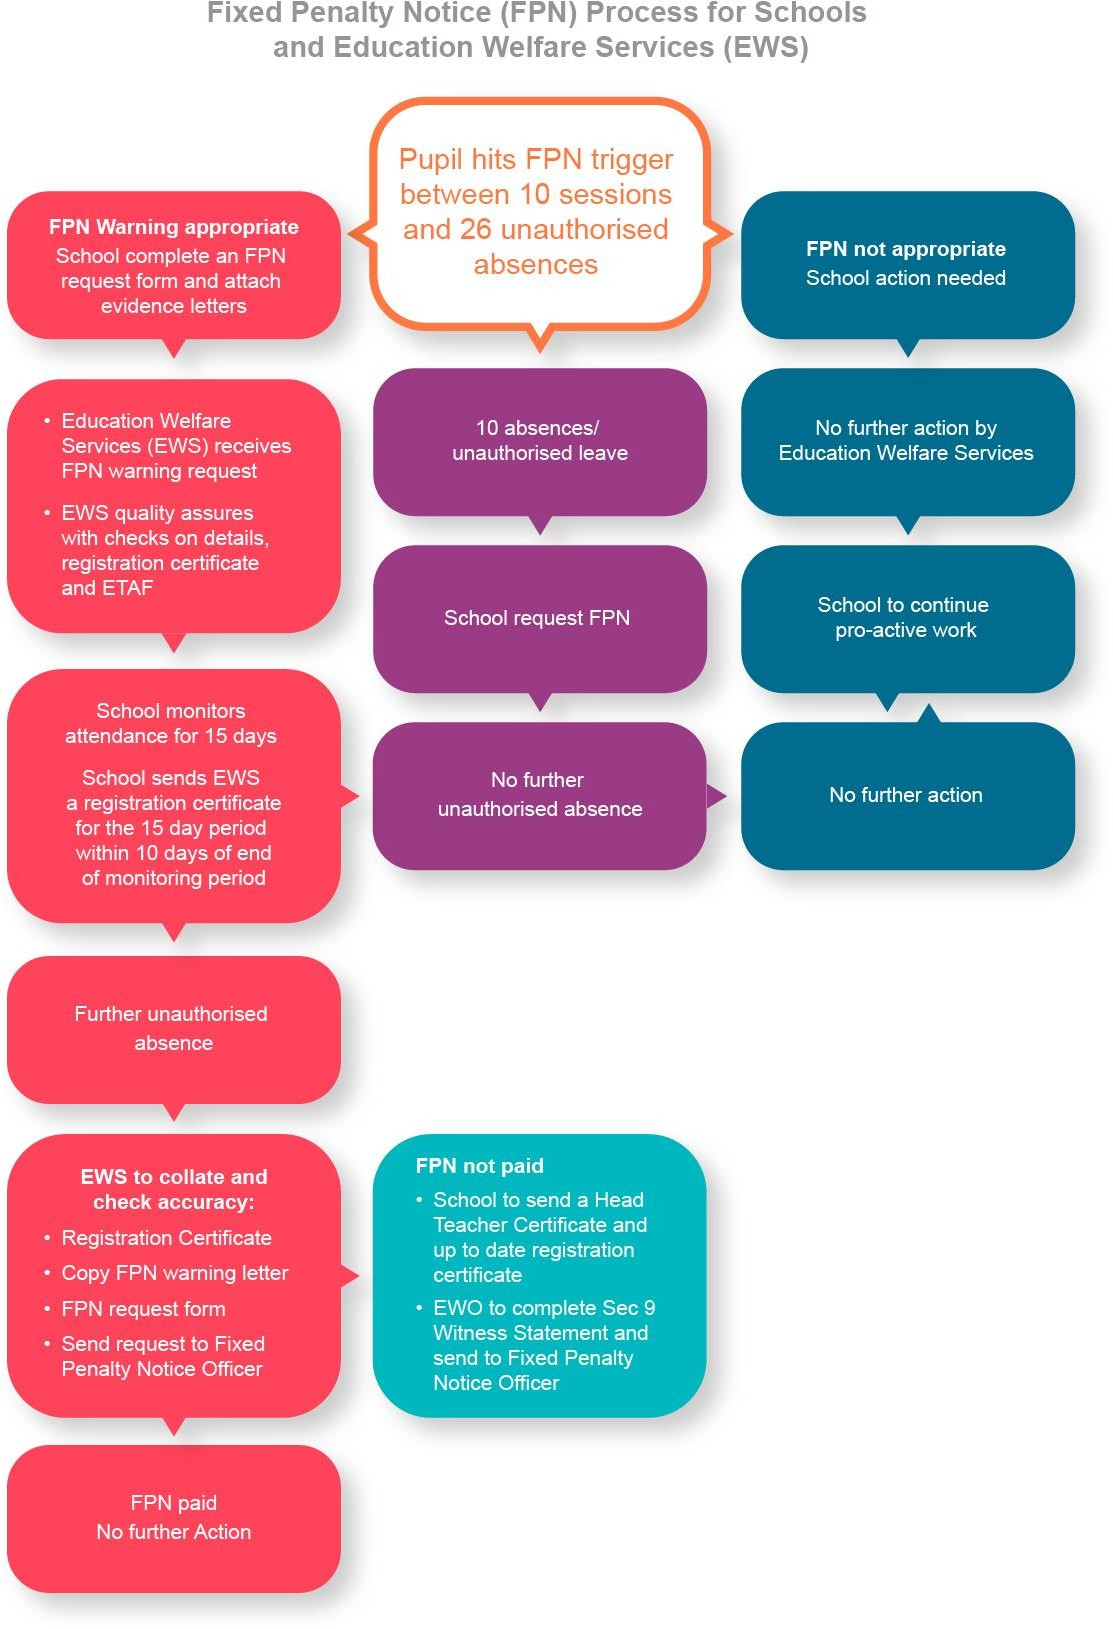 Fixed Penalty Notice (FPN) Process for Schools
and Education Welfare Services (EWS)
Pupil hits FPN trigger
between 10 sessions
and 26 unauthorised
absences
FPN Warning appropriate
School complete an FPN
request form and attach
evidence letters
• Education Welfare
Services (EWS) receives
FPN warning request
• EWS quality assures
with checks on details,
registration certificate
and ETAF
School monitors
attendance for 15 days
School sends EWS
a registration certificate
for the 15 day period
within 10 days of end
of monitoring period
Further unauthorised
absence
EWS to collate and
check accuracy:
• Registration Certificate
• Copy FPN warning letter
• FPN request form
• Send request to Fixed
Penalty Notice Officer
FPN paid
No further Action
10 absences/
unauthorised leave
School request FPN
No further
unauthorised absence
FPN not paid
• School to send a Head
Teacher Certificate and
up to date registration
certificate
• EWO to complete Sec 9
Witness Statement and
send to Fixed Penalty
Notice Officer
FPN not appropriate
School action needed
No further action by
Education Welfare Services
School to continue
pro-active work
No further action